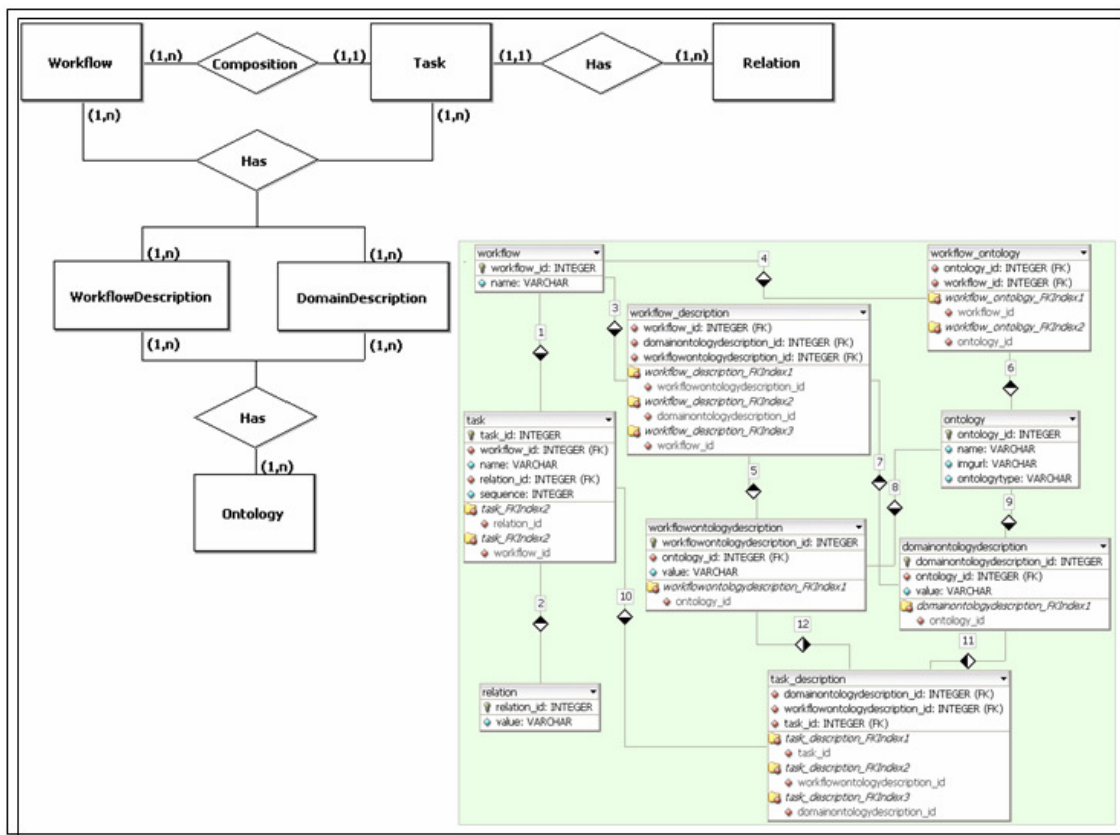 Workflow
(1,n)
Composition
(1,1)
Task
(1,1)
Has
(1,n)
Relation
(1,n)
(1,n)
Has
(1,n)
(1,n)
WorkflowDescription
DomainDescription
(1,n)
(1,n)
Has
(1,n)
Ontology
workflow
workflow_id: INTEGER
name: VARCHAR
4
workflow_ontology
ontology_id: INTEGER (FK)
workflow_id: INTEGER (FK)
workflow_ontology_FKIndex1
workflow_id
workflow_ontology_FKIndex2
ontology_id
3
1
workflow_description
workflow_id: INTEGER (FK)
domainontologydescription_id: INTEGER (FK)
workflowontologydescription_id: INTEGER (FK)
workflow_description_FKIndex1
workflowontologydescription_id
workflow_description_FKIndex2
domainontologydescription_id
workflow_description_FKIndex3
workflow_id
6
task
task_id: INTEGER
workflow_id: INTEGER (FK)
name: VARCHAR
relation_id: INTEGER (FK)
sequence: INTEGER
task_FKIndex2
relation_id
task_FKIndex2
workflow_id
ontology
ontology_id: INTEGER
name: VARCHAR
imgurl: VARCHAR
ontologytype: VARCHAR
5
7
8
9
workflowontologydescription
workflowontologydescription_id: INTEGER
ontology_id: INTEGER (FK)
value: VARCHAR
workflowontologydescription_FKIndex1
ontology_id
domainontologydescription
domainontologydescription_id: INTEGER
ontology_id: INTEGER (FK)
value: VARCHAR
domainontologydescription_FKIndex1
ontology_id
2
10
12
11
relation
relation_id: INTEGER
value: VARCHAR
task_description
domainontologydescription_id: INTEGER (FK)
workflowontologydescription_id: INTEGER (FK)
task_id: INTEGER (FK)
task_description_FKIndex1
task_id
task_description_FKIndex2
workflowontologydescription_id
task_description_FKIndex3
domainontologydescription_id